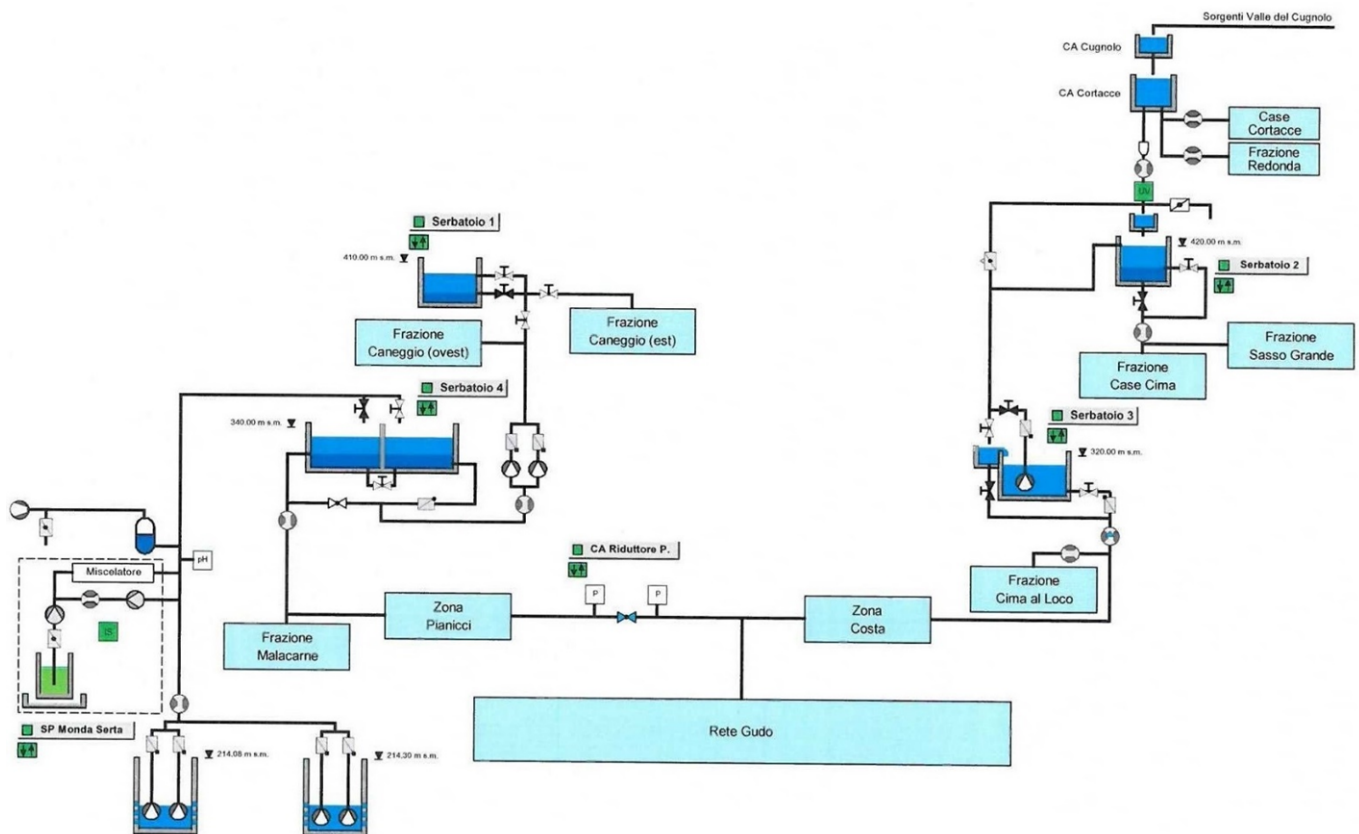 Sorgenti Valle del Cugnolo
CA Cugnolo
CA Cortacce
Case
Cortacce
Frazione
Redonda
UV
Serbatoio 1
410.00 m s.m.
420.00 m s.m.
Serbatoio 2
Frazione
Caneggio (ovest)
Frazione
Caneggio (est)
Frazione
Sasso Grande
Frazione
Case Cima
Serbatoio 4
340.00 m s.m.
Serbatoio 3
320.00 m s.m.
pH
Miscelatore
IS
CA Riduttore P.
P
P
Frazione
Cima al Loco
Zona
Pianicci
Zona
Costa
Frazione
Malacarne
Rete Gudo
SP Monda Serta
214.08 m s.m.
214.30 m s.m.